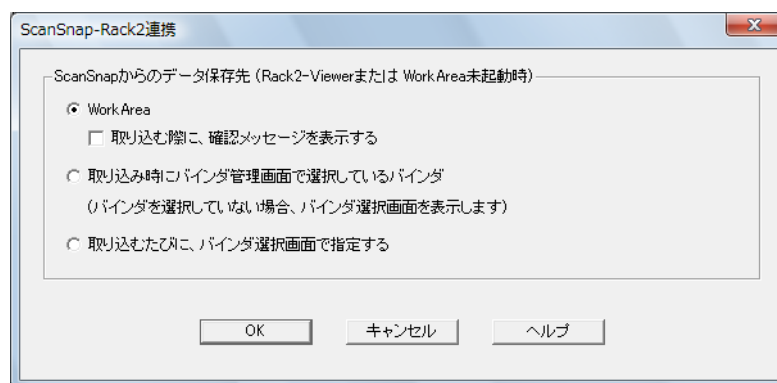 ScanSnap-Rack2連携
ScanSnapからのデータ保存先（Rack2-ViewerまたはWorkArea未起動時）
WorkArea
取り込む際に、確認メッセージを表示する
取り込み時にバインダ管理画面で選択しているバインダ
（バインダを選択していない場合、バインダ選択画面を表示します）
取り込むたびに、バインダ選択画面で指定する
OK キャンセル ヘルプ